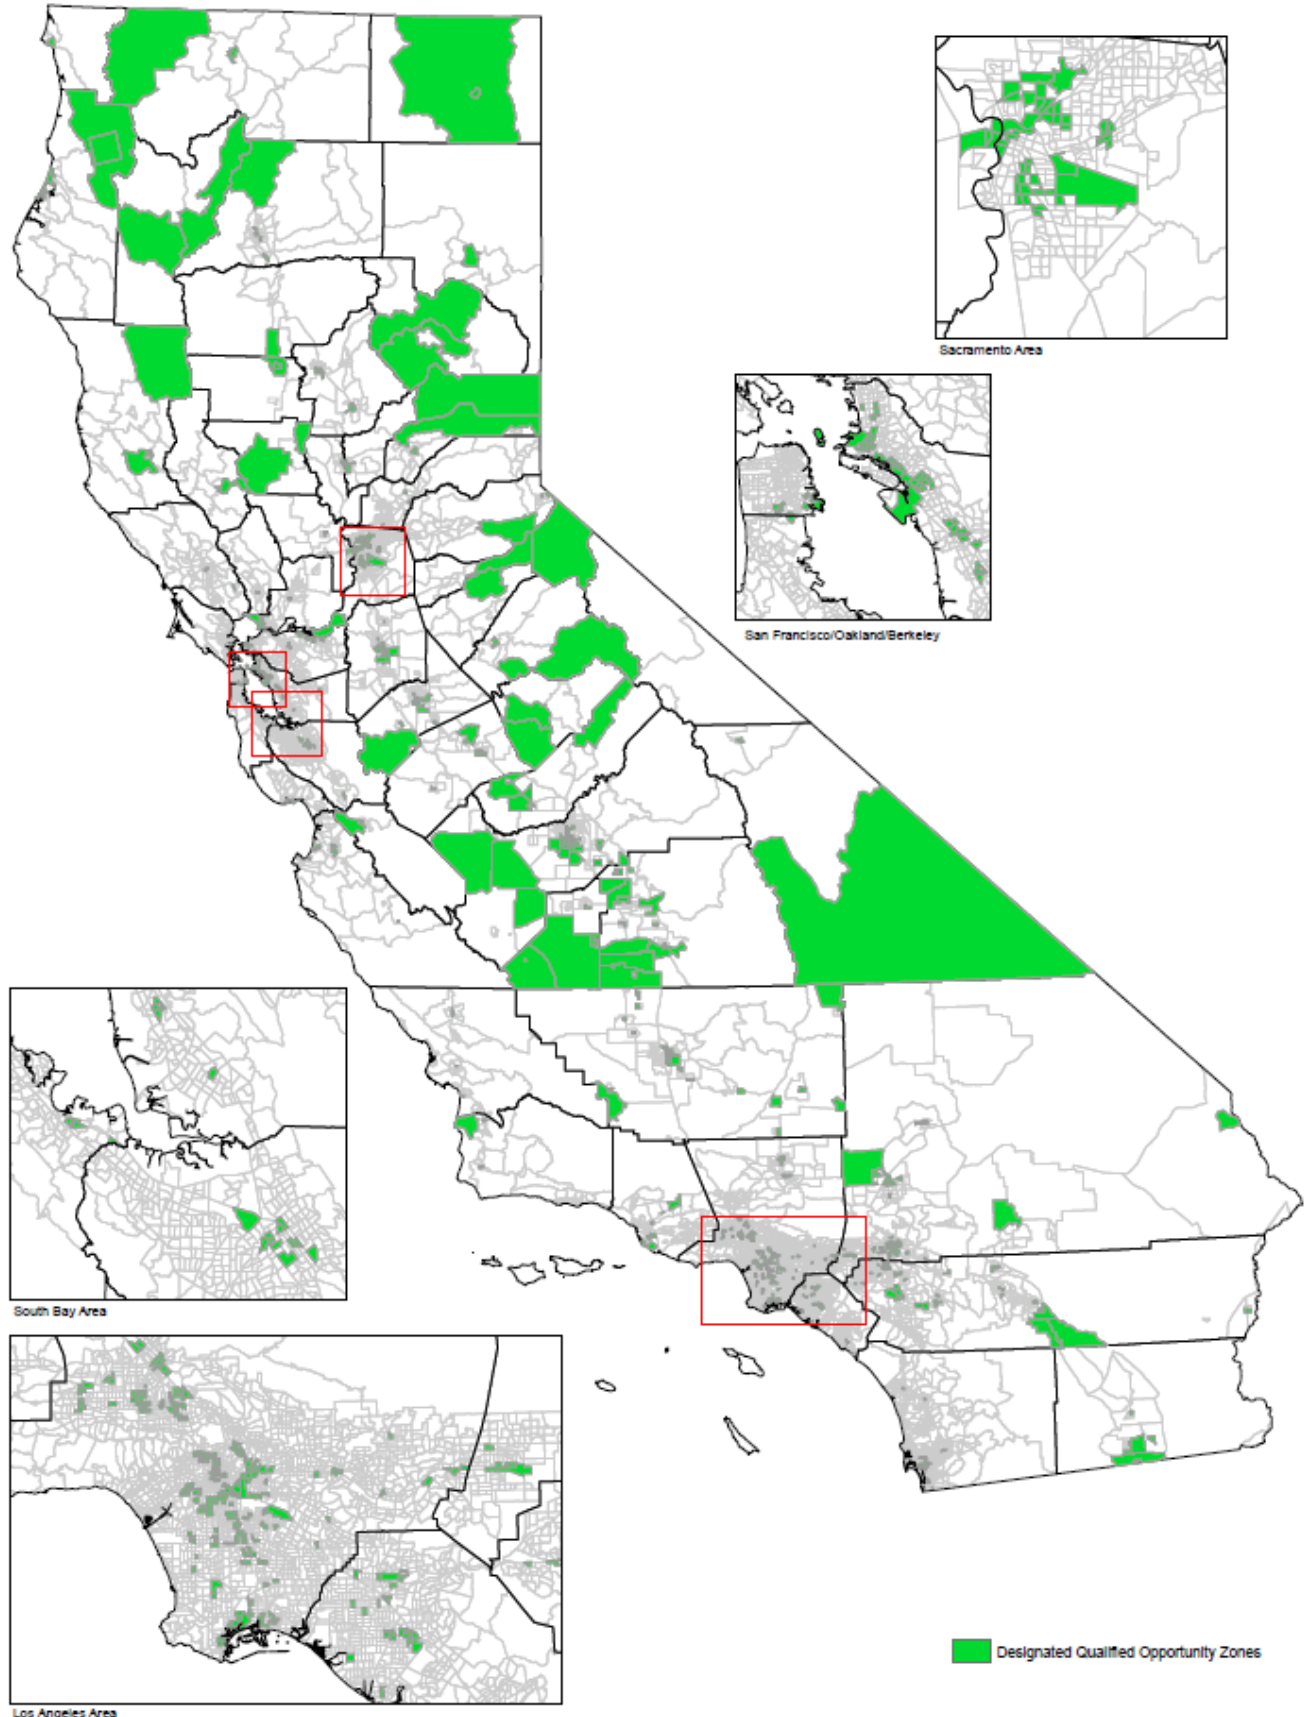 Sacramento Area
San Francisco/Oakland/Berkeley
South Bay Area
Designated Qualified Opportunity Zones
Los Angeles Area